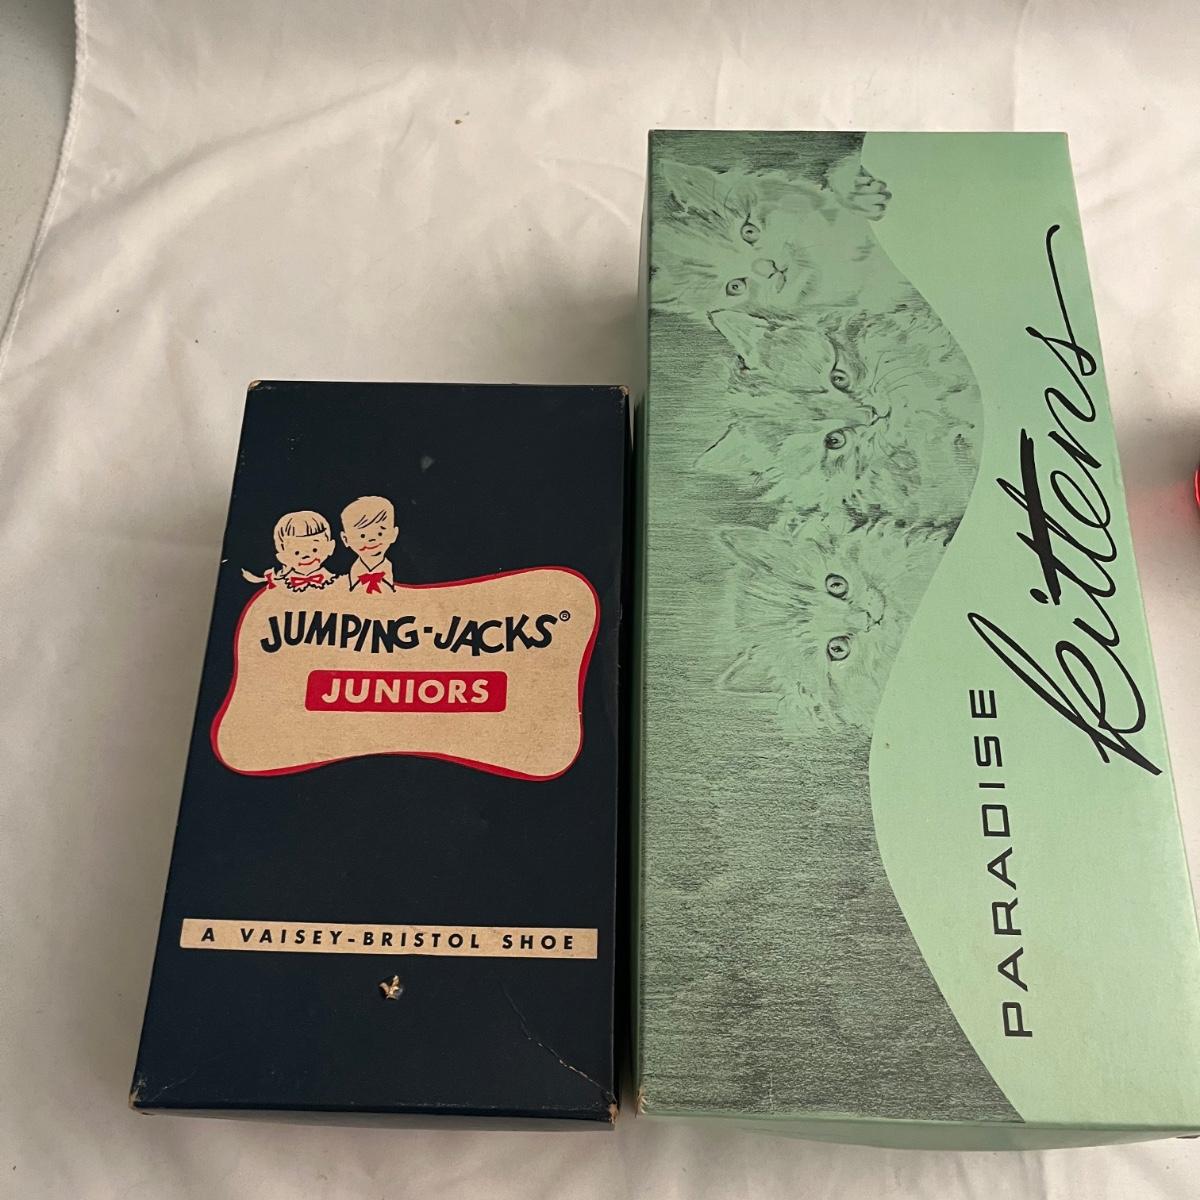 JUMPING-JACKS®
JUNIORS
A VAISEY-BRISTOL SHOE
PARADISE
kittens